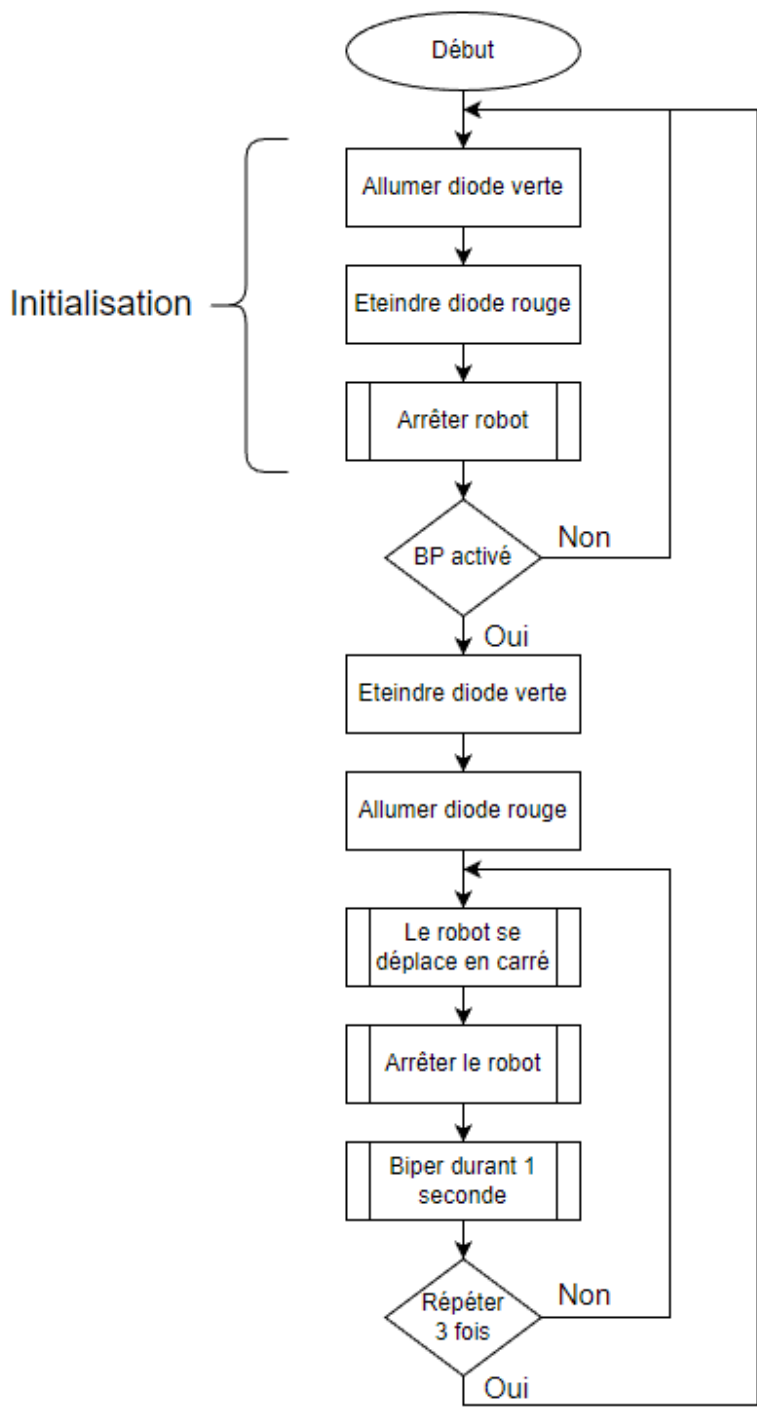 Début
Allumer diode verte
Eteindre diode rouge
Initialisation
Arrêter robot
BP activé
Non
Oui
Eteindre diode verte
Allumer diode rouge
Le robot se
déplace en carré
Arrêter le robot
Biper durant 1
seconde
Répéter
3 fois
Non
Oui